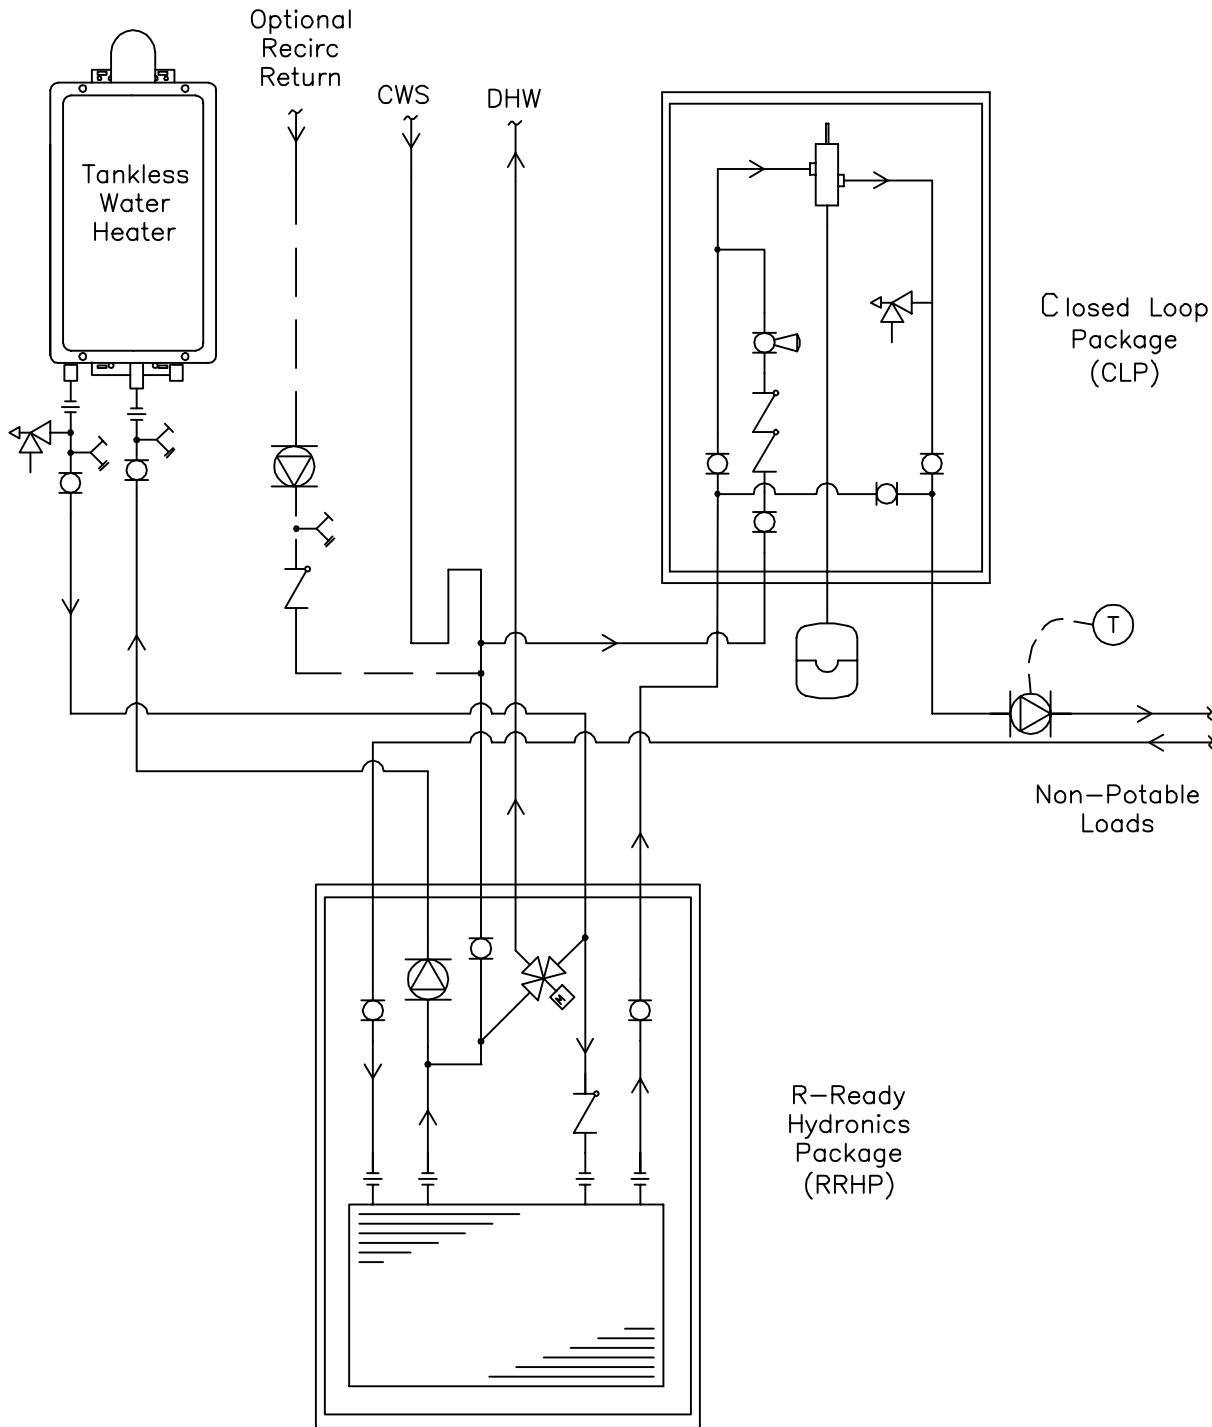 Optional
Recirc
Return
CWS
DHW
Tankless
Water
Heater
Closed Loop
Package
(CLP)
T
Non-Potable
Loads
M
R-Ready
Hydronics
Package
(RRHP)